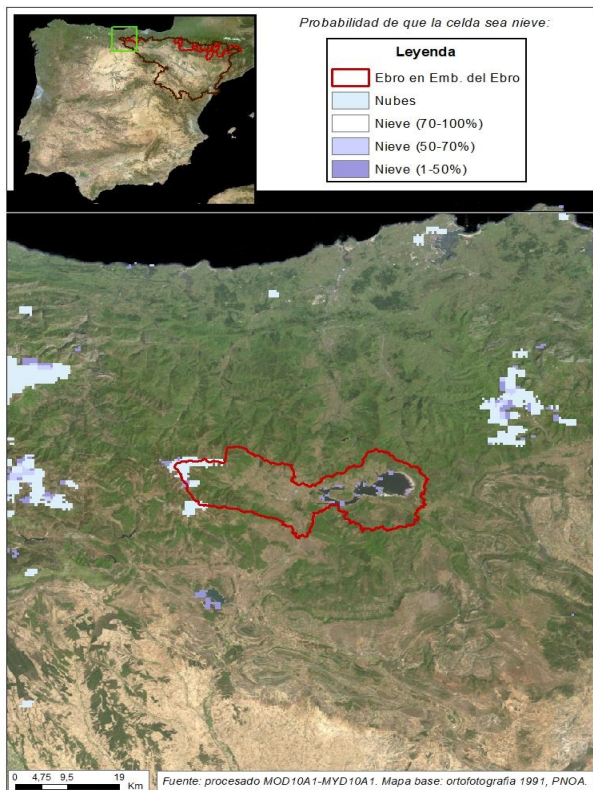 Probabilidad de que la celda sea nieve:
Leyenda
Ebro en Emb. del Ebro
Nubes
Nieve (70-100%)
Nieve (50-70%)
Nieve (1-50%)
0 4,75 9,5 19
Km
Fuente: procesado MOD10A1-MYD10A1. Mapa base: ortofotografia 1991, PNOA.